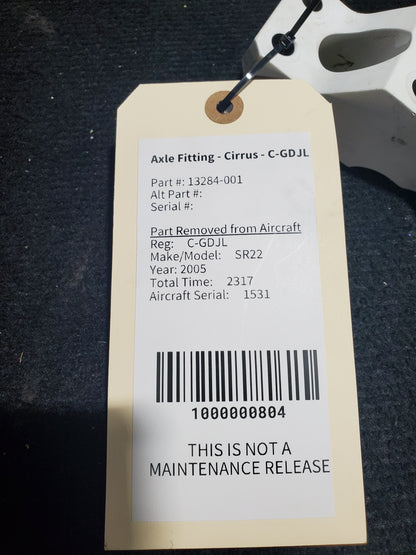 Axle Fitting - Cirrus - C-GDJL
Part #: 13284-001
Alt Part #:
Serial #:
Part Removed from Aircraft
Reg: C-GDJL
Make/Model: SR22
Year: 2005
Total Time: 2317
Aircraft Serial: 1531
1000000804
THIS IS NOT A
MAINTENANCE RELEASE